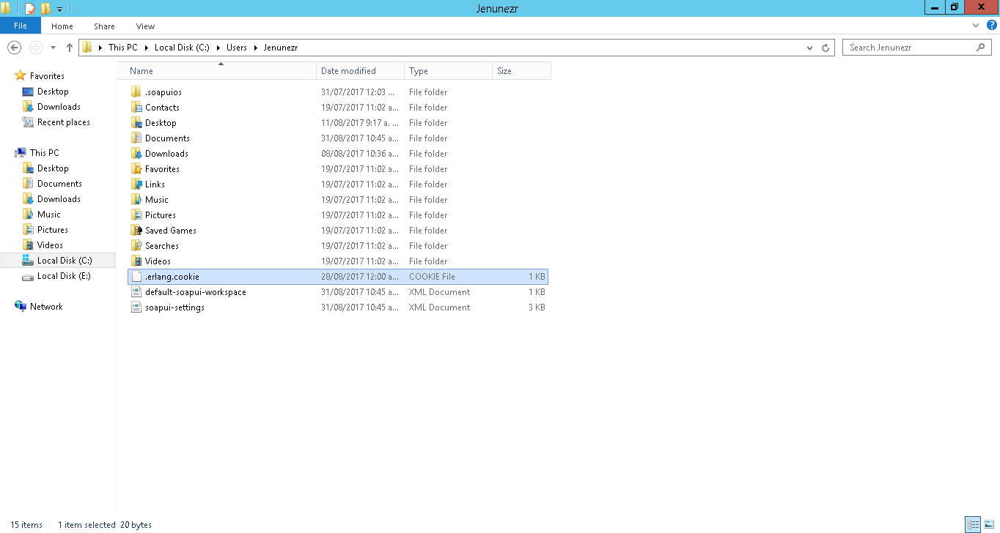 Jenunezr
File Home Share View
This PC Local Disk (C:) Users Jenunezr Search Jenunezr
Favorites
Desktop
Downloads
Recent places
This PC
Desktop
Documents
Downloads
Music
Pictures
Videos
Local Disk (C:)
Local Disk (E:)
Network
Name Date modified Type Size
.soapuios 31/07/2017 12:03 ... File folder
Contacts 19/07/2017 11:02 a... File folder
Desktop 11/08/2017 9:17 a. ... File folder
Documents 31/08/2017 10:45 a... File folder
Downloads 08/08/2017 10:36 a... File folder
Favorites 19/07/2017 11:02 a... File folder
Links 19/07/2017 11:02 a... File folder
Music 19/07/2017 11:02 a... File folder
Pictures 19/07/2017 11:02 a... File folder
Saved Games 19/07/2017 11:02 a... File folder
Searches 19/07/2017 11:02 a... File folder
Videos 19/07/2017 11:02 a... File folder
.erlang.cookie 28/08/2017 12:00 a... COOKIE File 1 KB
default-soapui-workspace 31/08/2017 10:45 a... XML Document 1 KB
soapui-settings 31/08/2017 10:45 a... XML Document 3 KB
15 items 1 item selected 20 bytes